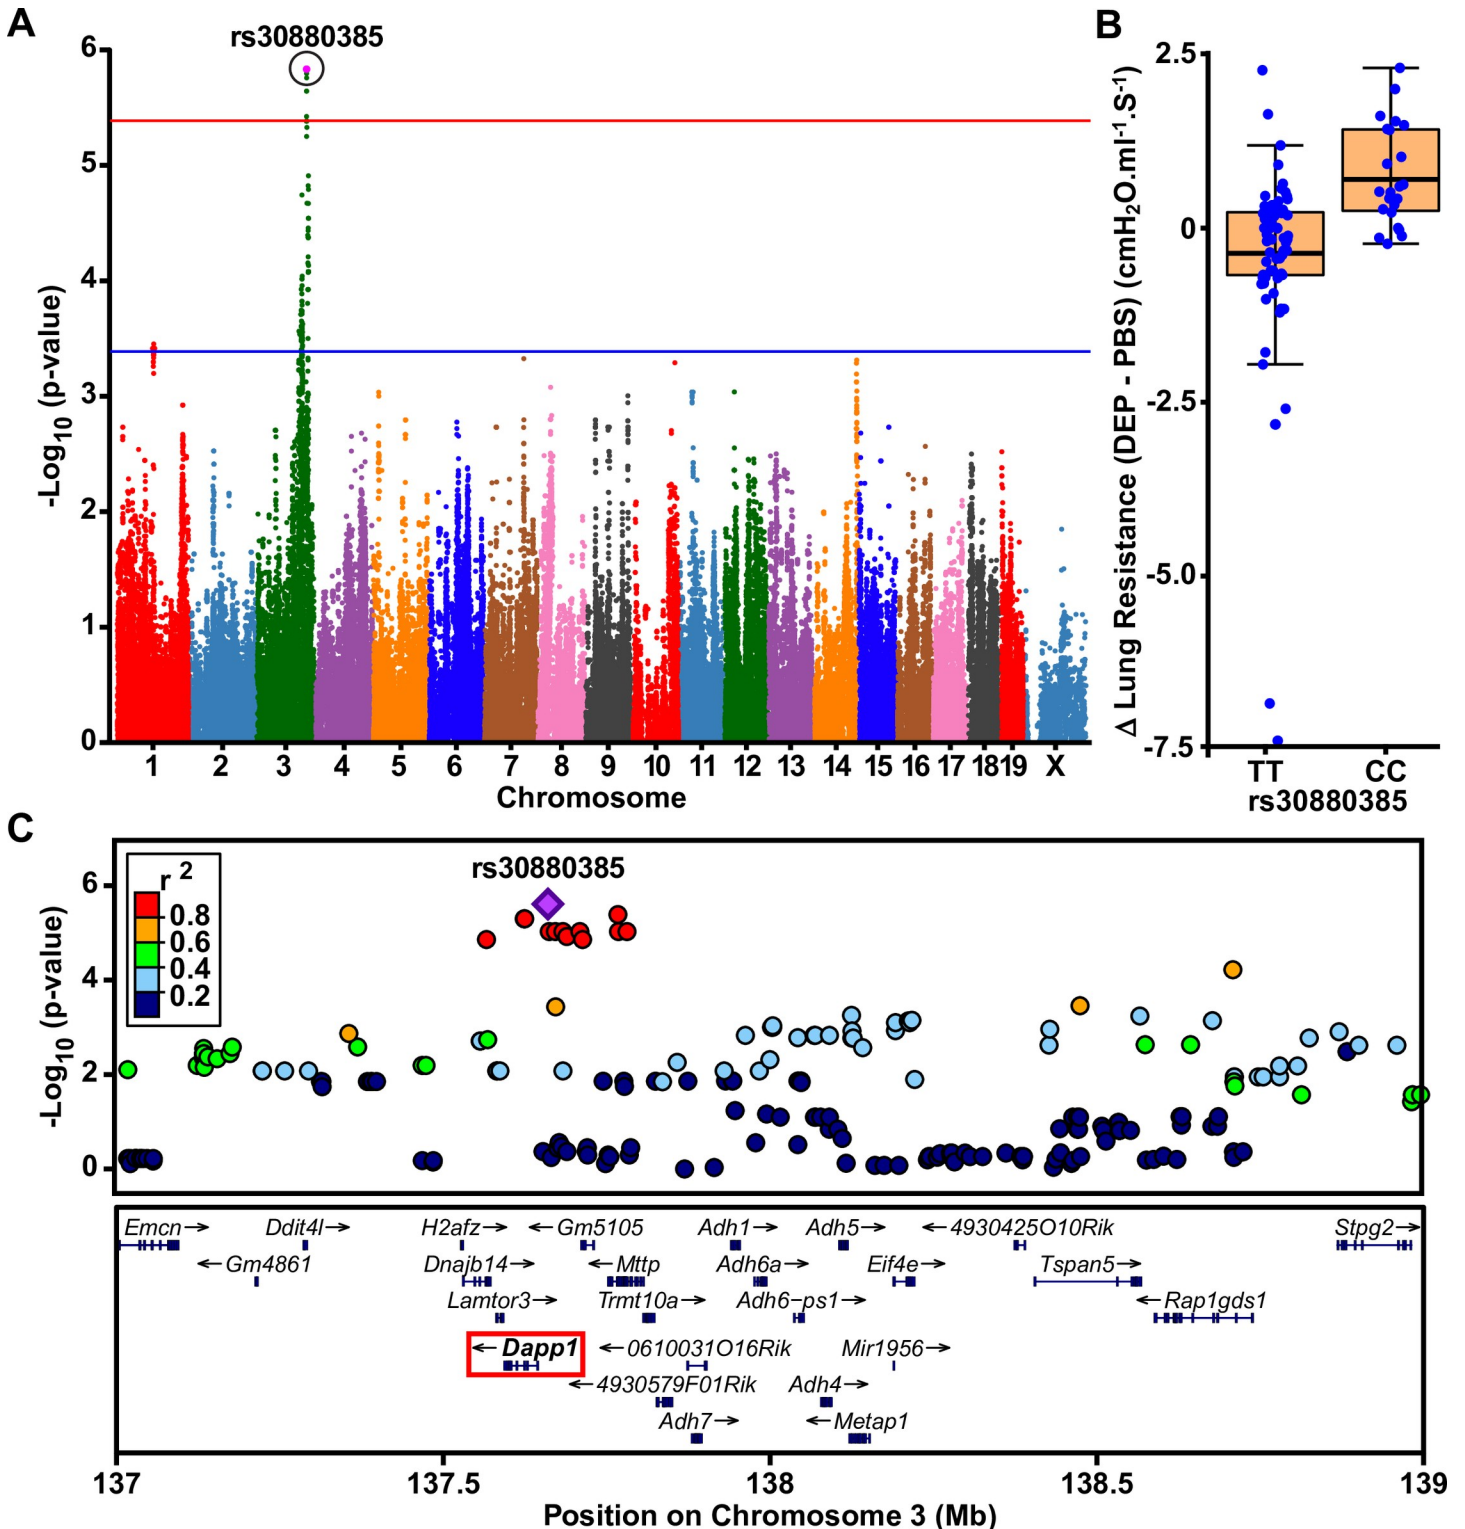 A
rs30880385
6
5
4
3
2
1
0
-Log10 (p-value)
1 2 3 4 5 6 7 8 9 10 11 12 13 14 15 16 17 18 19 X
Chromosome
B
2.5
0
-2.5
-5.0
-7.5
Δ Lung Resistance (DEP - PBS) (cmH2O.ml-1.S-1)
TT CC
rs30880385
C
r 2
0.8
0.6
0.4
0.2
rs30880385
6
4
2
0
-Log10 (p-value)
Emcn→ Ddit4l→ H2afz→ ←Gm5105 Adh1→ Adh5→ ←4930425O10Rik Stpg2→
←Gm4861 Dnajb14→ ←Mttp Adh6a→ Eif4e→ Tspan5→
Lamtor3→ Trmt10a→ Adh6−ps1→ ←Rap1gds1
←Dapp1 ←0610031O16Rik Mir1956→
←4930579F01Rik Adh4→
Adh7→ ←Metap1
137 137.5 138 138.5 139
Position on Chromosome 3 (Mb)